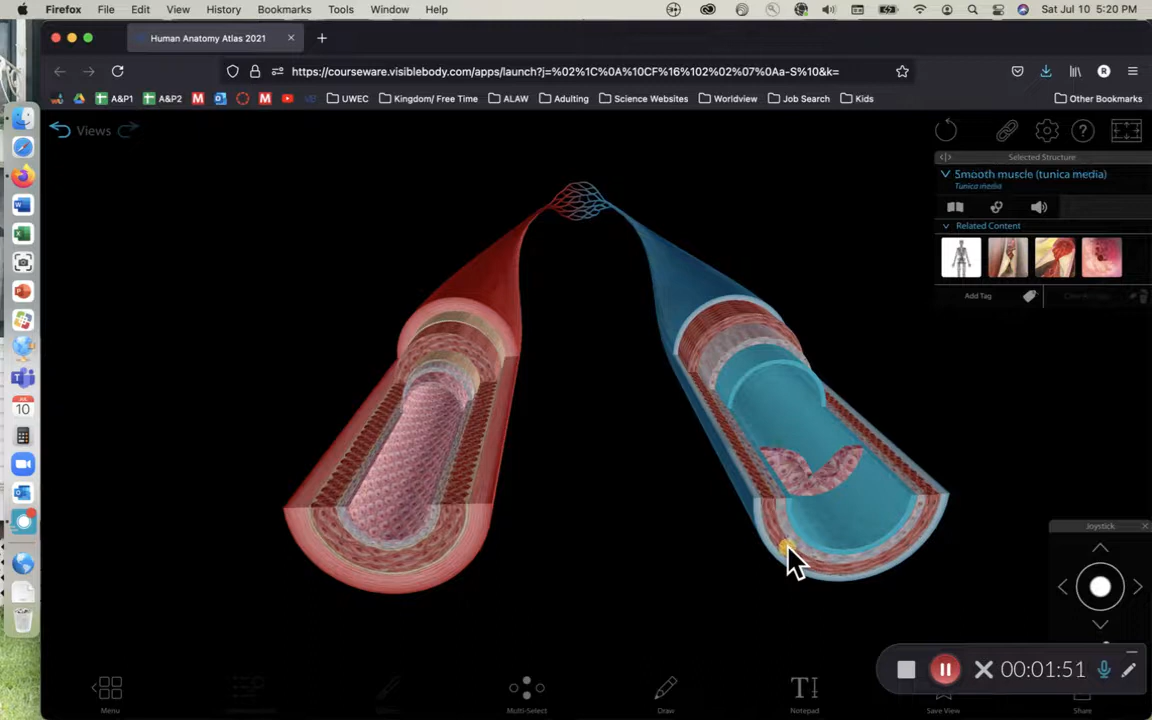 Firefox File Edit View History Bookmarks Tools Window Help Sat Jul 10 5:20 PM
Human Anatomy Atlas 2021
https://courseware.visiblebody.com/apps/launch?j=%02%1C%0A%10CF%16%102%02%07%0Aa-S%10&k=
A&P1 A&P2 UWEC Kingdom/ Free Time ALAW Adulting Science Websites Worldview Job Search Kids Other Bookmarks
Views
Selected Structure
Smooth muscle (tunica media)
Tunica media
Related Content
Add Tag
JUL
10
Joystick
00:01:51
Menu Multi-Select Draw Notepad Save View Share